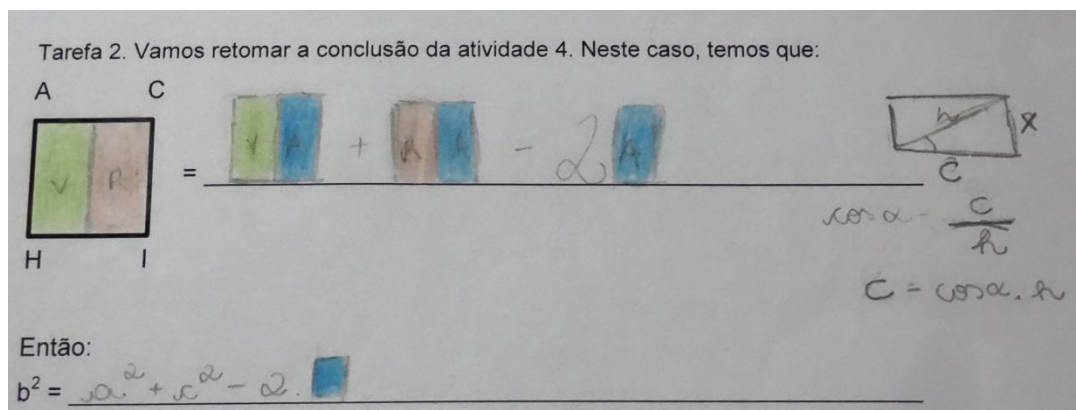 Tarefa 2. Vamos retomar a conclusão da atividade 4. Neste caso, temos que:
A C
V R = V A + R A - 2 A
h x
c
H I
cos α = c/h
c = cos α . h
Então:
b² = a² + c² - 2.